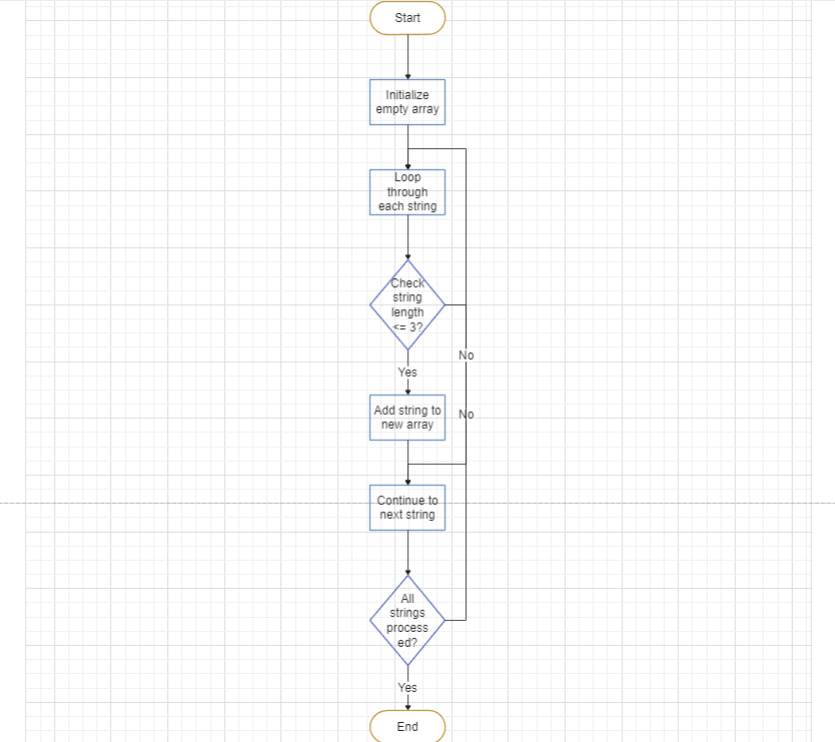 Start
Initialize
empty array
Loop
through
each string
Check
string
length
<= 3?
No
Yes
Add string to
new array
No
Continue to
next string
All
strings
process
ed?
Yes
End